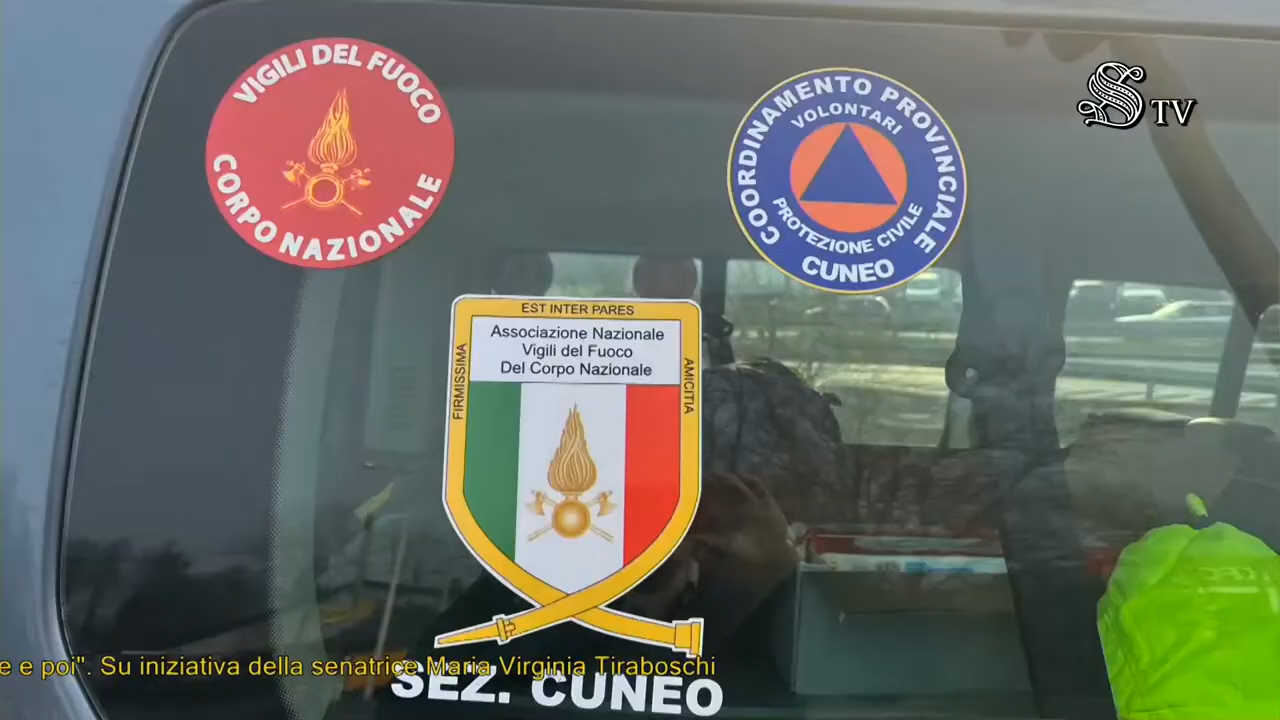 VIGILI DEL FUOCO
CORPO NAZIONALE
COORDINAMENTO PROVINCIALE
VOLONTARI
PROTEZIONE CIVILE
CUNEO
S TV
EST INTER PARES
FIRMISSIMA
Associazione Nazionale
Vigili del Fuoco
Del Corpo Nazionale
AMICITIA
e e poi". Su iniziativa della senatrice Maria Virginia Tiraboschi
SEZ. CUNEO